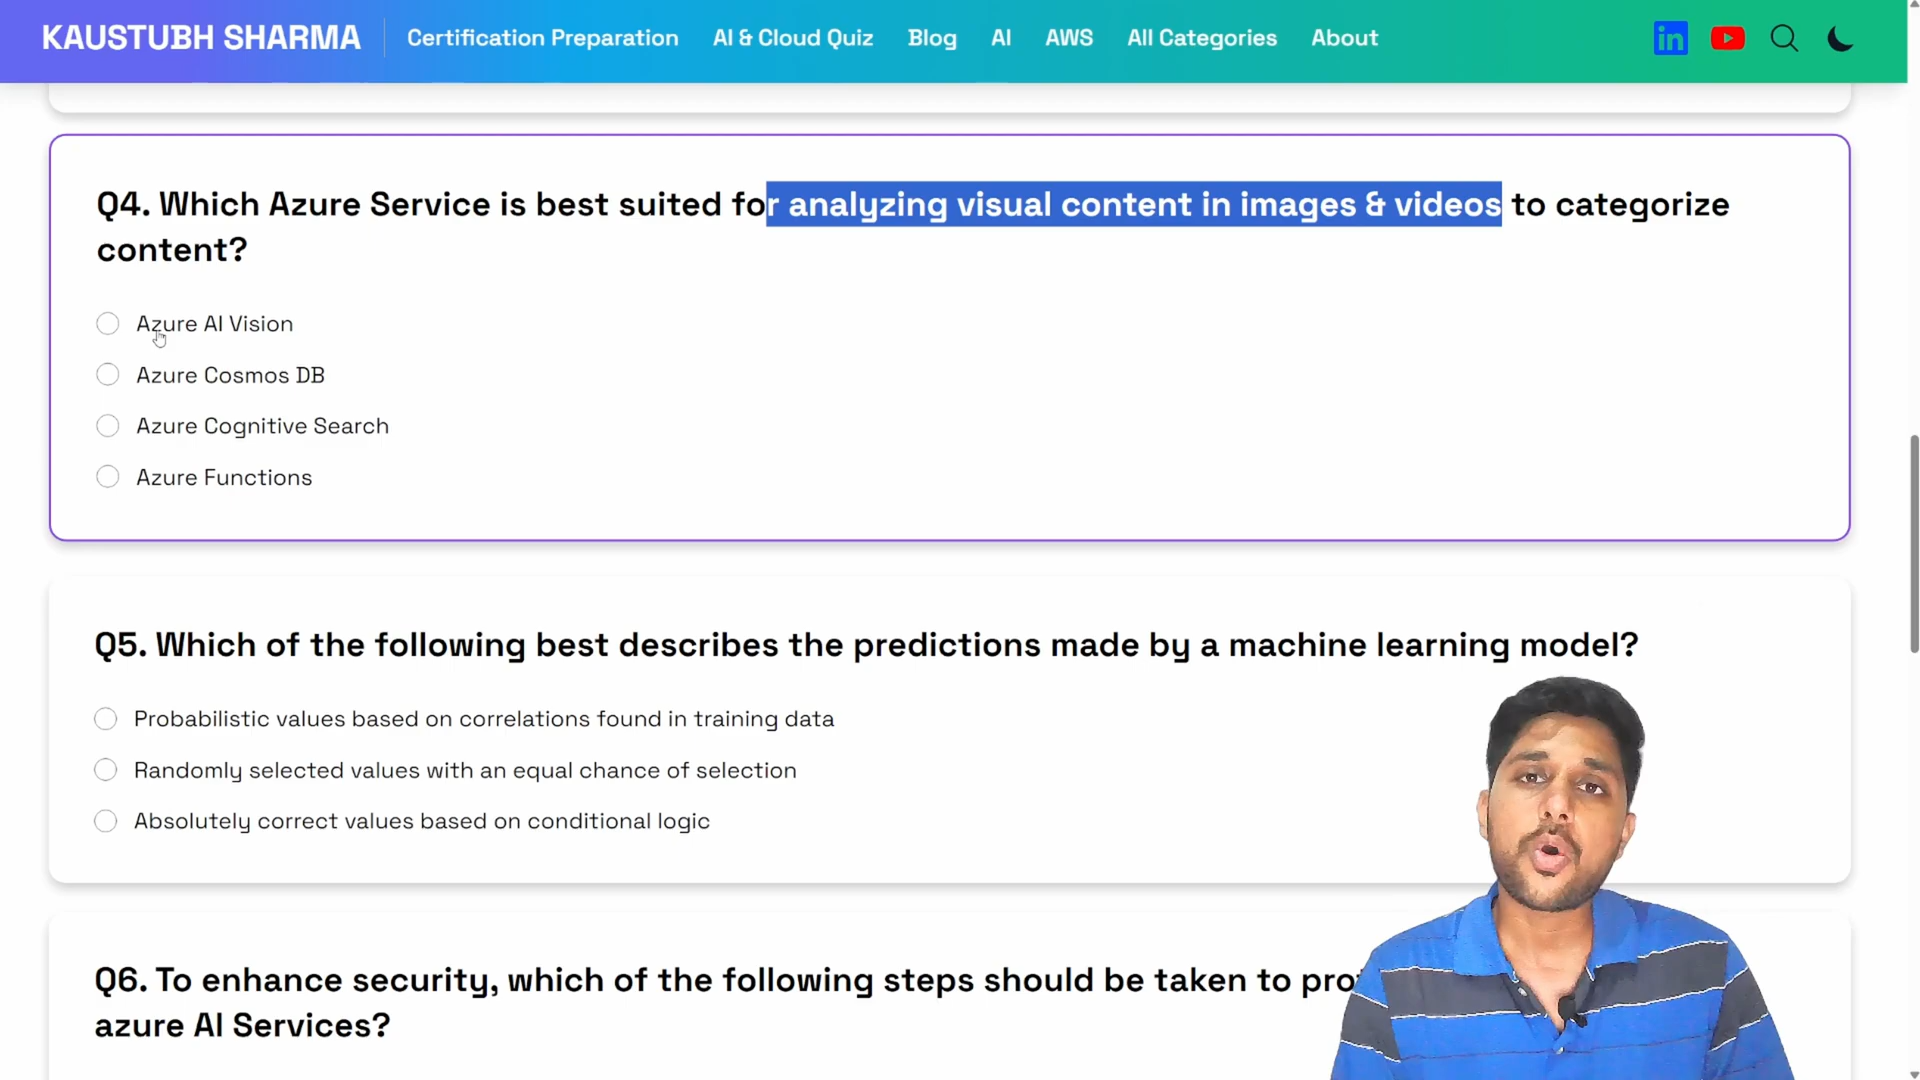 KAUSTUBH SHARMA Certification Preparation AI & Cloud Quiz Blog AI AWS All Categories About
Q4. Which Azure Service is best suited for analyzing visual content in images & videos to categorize
content?
Azure AI Vision
Azure Cosmos DB
Azure Cognitive Search
Azure Functions
Q5. Which of the following best describes the predictions made by a machine learning model?
Probabilistic values based on correlations found in training data
Randomly selected values with an equal chance of selection
Absolutely correct values based on conditional logic
Q6. To enhance security, which of the following steps should be taken to
azure AI Services?